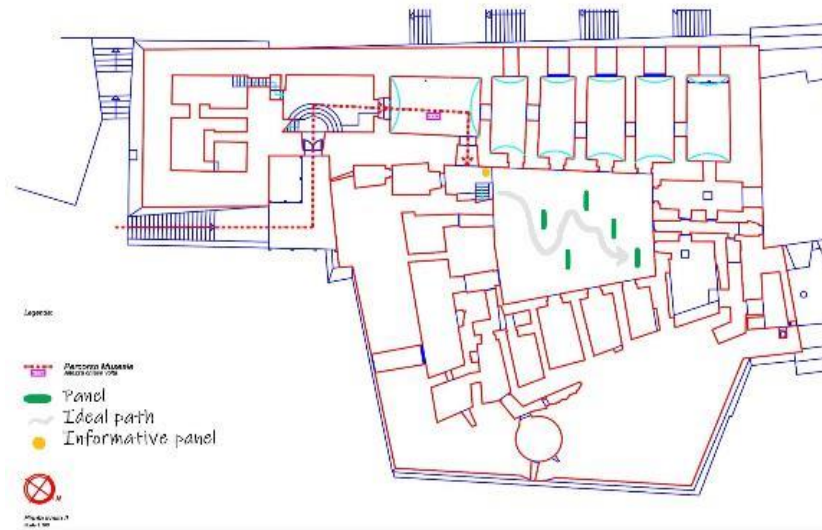 Legenda:
Percorso Museale
Panel
Ideal path
Informative panel
N